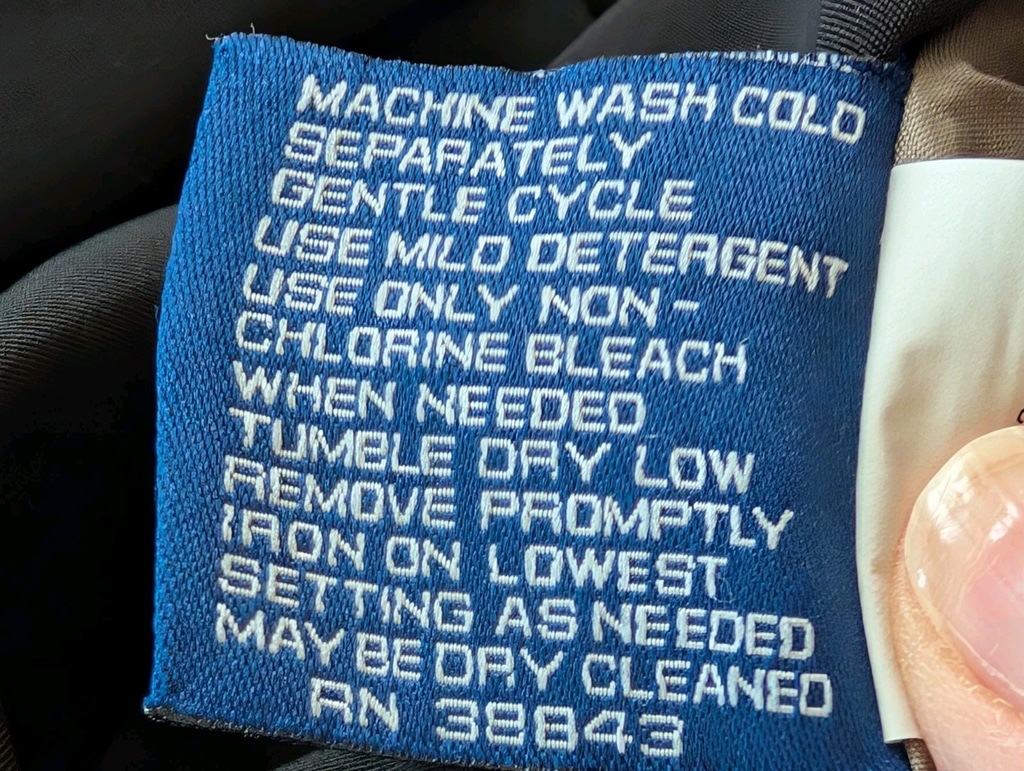 MACHINE WASH COLD
SEPARATELY
GENTLE CYCLE
USE MILD DETERGENT
USE ONLY NON-
CHLORINE BLEACH
WHEN NEEDED
TUMBLE DRY LOW
REMOVE PROMPTLY
IRON ON LOWEST
SETTING AS NEEDED
MAY BE DRY CLEANED
RN 38843